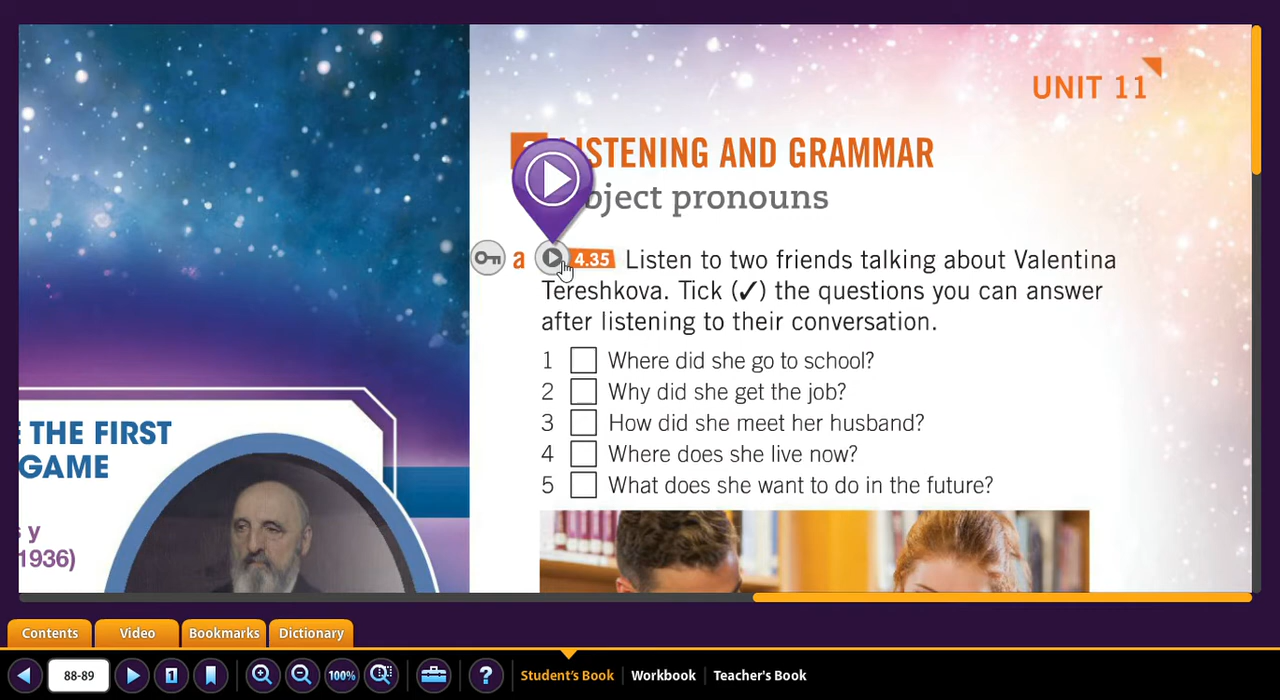 E THE FIRST
GAME
s y
1936)
UNIT 11
LISTENING AND GRAMMAR
bject pronouns
a 4.35 Listen to two friends talking about Valentina
Tereshkova. Tick (✓) the questions you can answer
after listening to their conversation.
1 Where did she go to school?
2 Why did she get the job?
3 How did she meet her husband?
4 Where does she live now?
5 What does she want to do in the future?
Contents Video Bookmarks Dictionary
88-89 1 100% ? Student's Book Workbook Teacher's Book